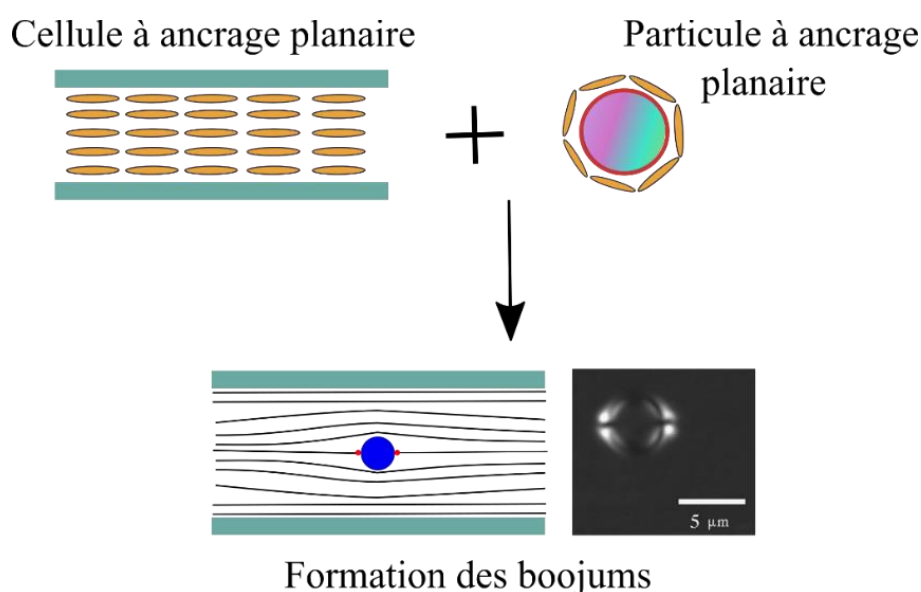 Cellule à ancrage planaire
Particule à ancrage
planaire
5 μm
Formation des boojums